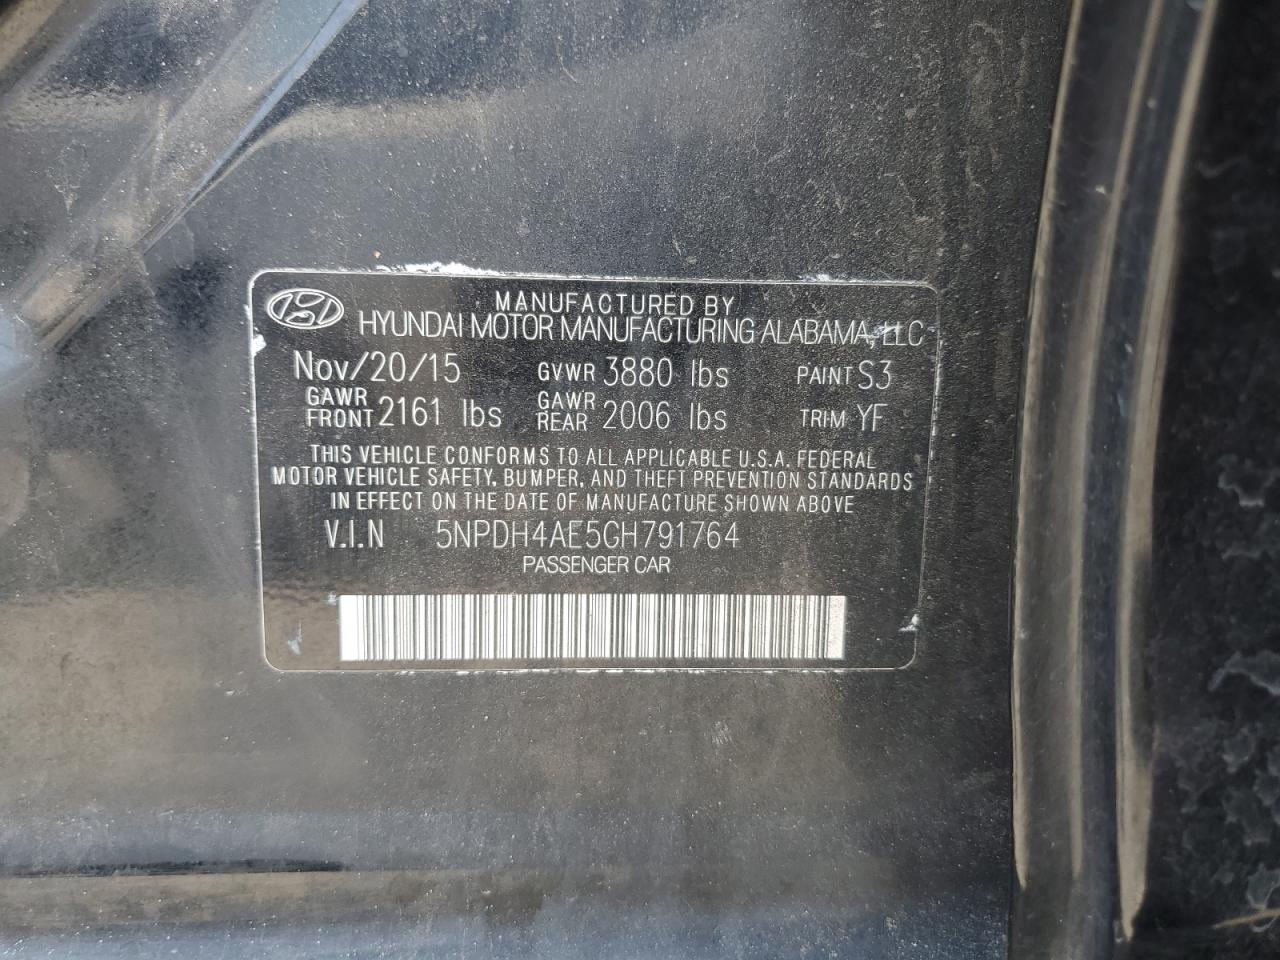 MANUFACTURED BY
HYUNDAI MOTOR MANUFACTURING ALABAMA, LLC
Nov/20/15 GVWR 3880 lbs PAINT S3
GAWR FRONT 2161 lbs GAWR REAR 2006 lbs TRIM YF
THIS VEHICLE CONFORMS TO ALL APPLICABLE U.S.A. FEDERAL
MOTOR VEHICLE SAFETY, BUMPER, AND THEFT PREVENTION STANDARDS
IN EFFECT ON THE DATE OF MANUFACTURE SHOWN ABOVE
V.I.N 5NPDH4AE5GH791764
PASSENGER CAR